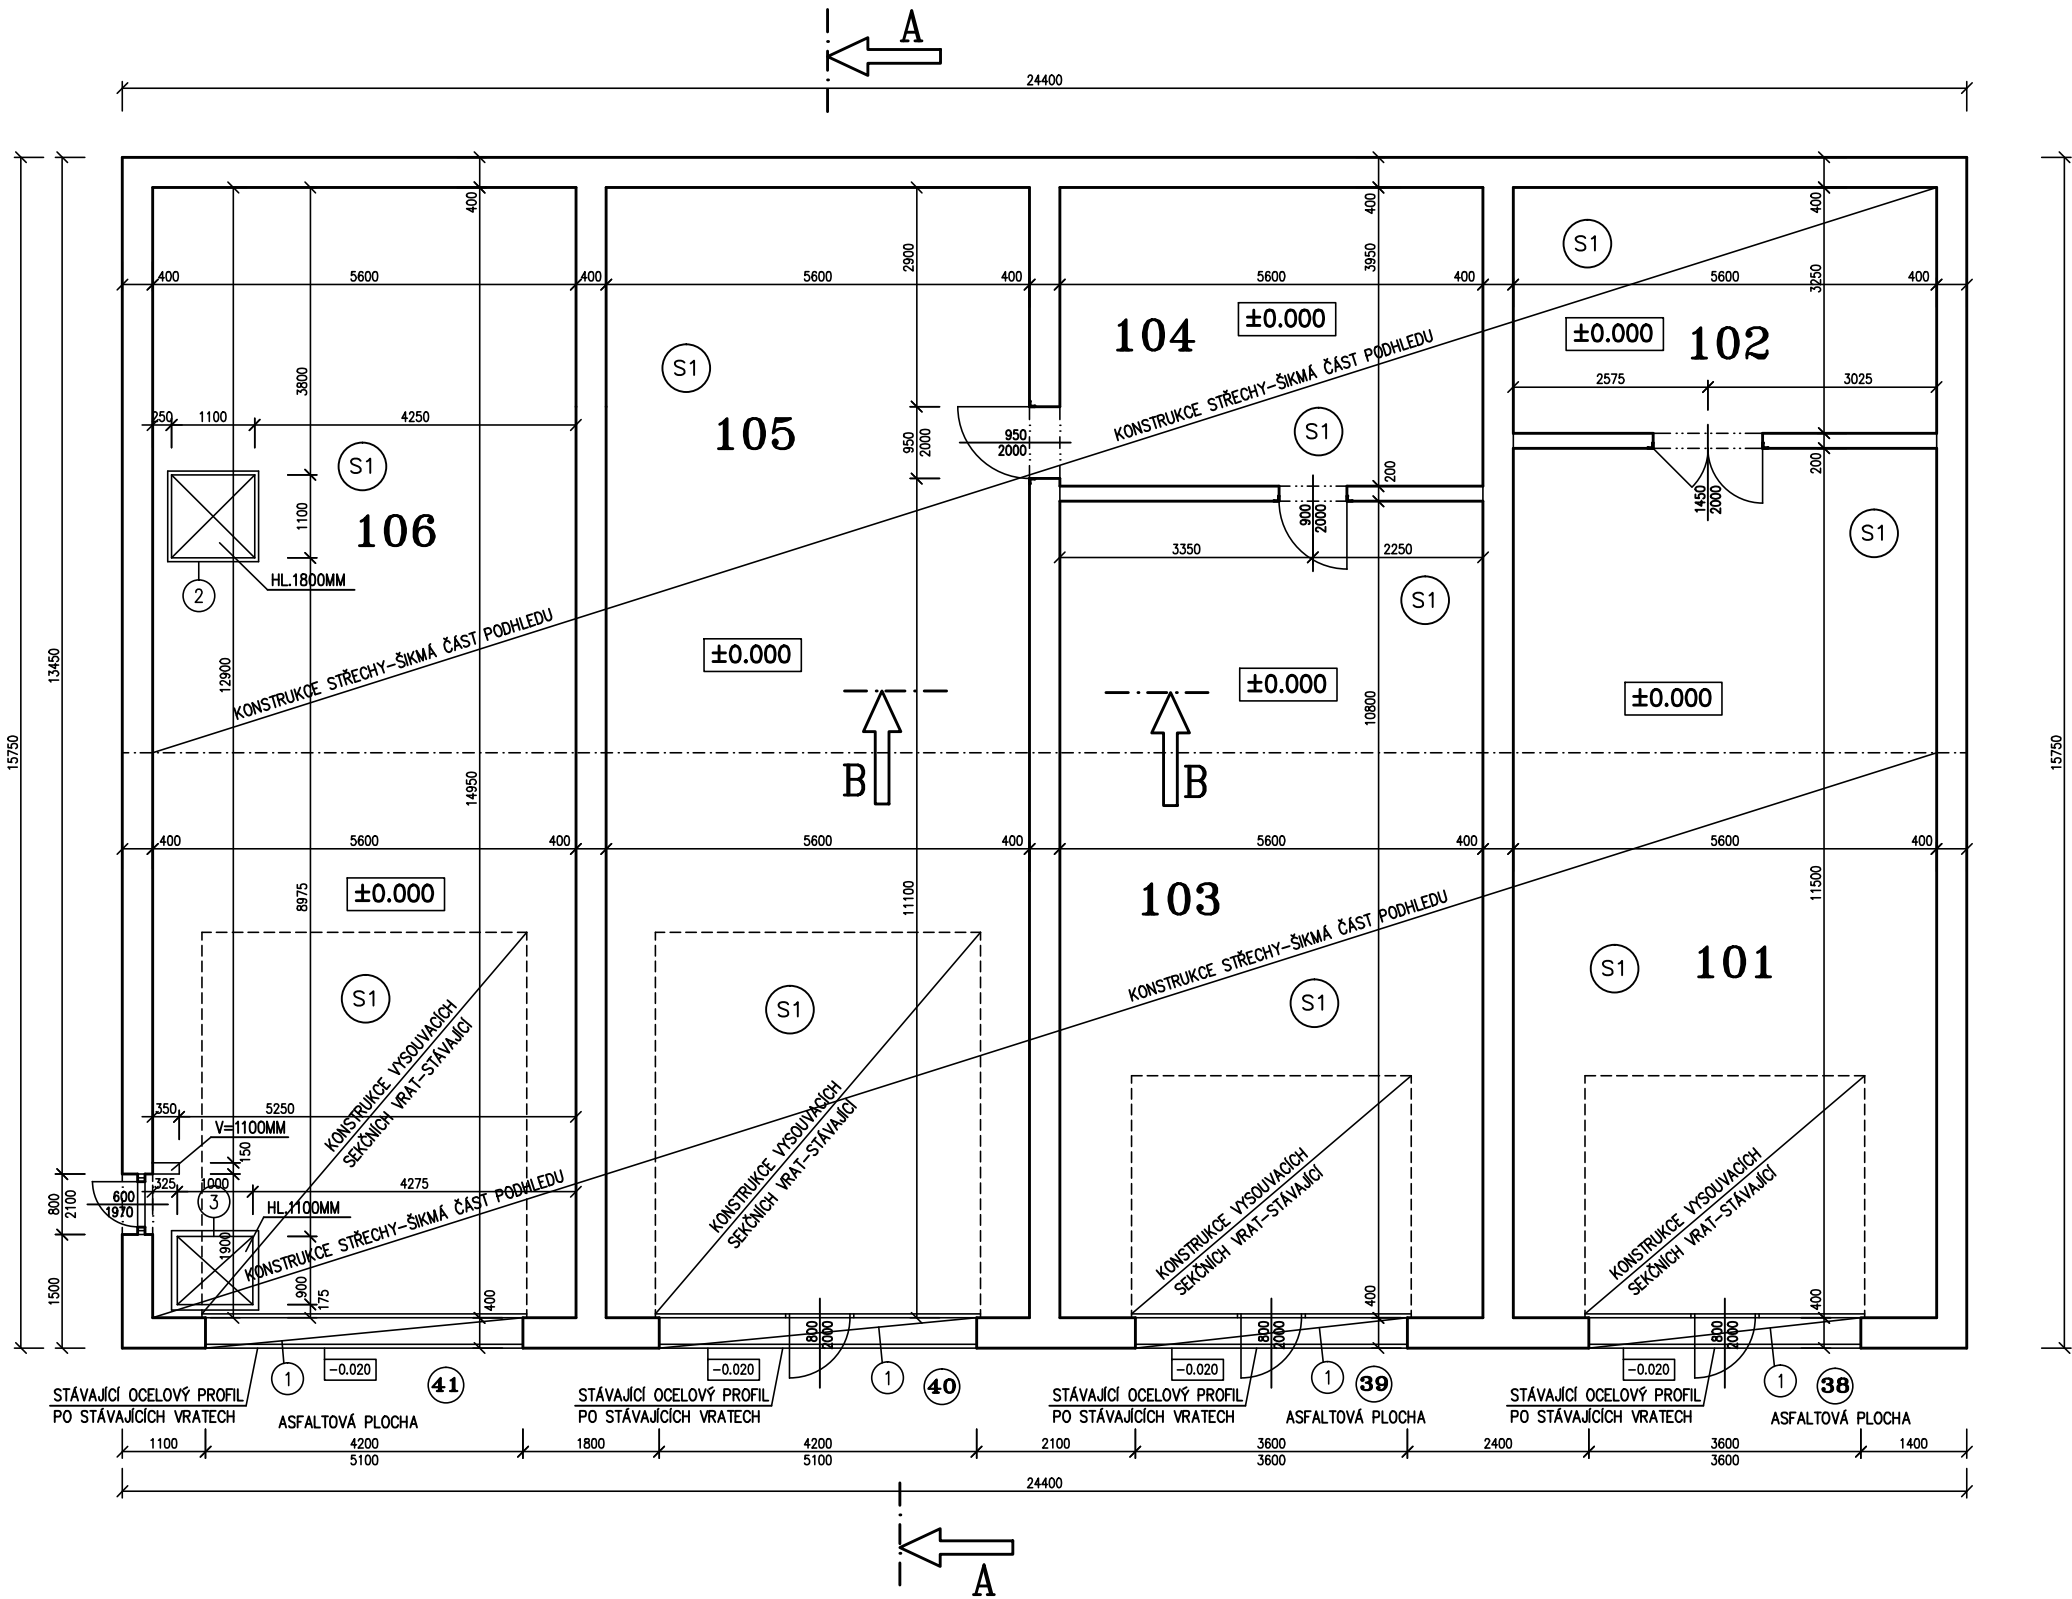 A
24400
400
400
400
2900
3950
3250
400 5600 400 5600 400 5600 400 5600 400
S1
±0.000
104
±0.000
102
KONSTRUKCE STŘECHY-ŠIKMÁ ČÁST PODHLEDU
S1
3800
2575 3025
250 1100 4250
105
950
2000
950
2000
S1
S1
200
200
1100
106
900
2000
1450
2000
S1
3350 2250
HL.1800MM
2
S1
KONSTRUKCE STŘECHY-ŠIKMÁ ČÁST PODHLEDU
±0.000
±0.000
±0.000
13450
12900
10800
15750
15750
14950
B
B
400 5600 400 5600 400 5600 400 5600 400
±0.000
8975
11100
11500
103
KONSTRUKCE STŘECHY-ŠIKMÁ ČÁST PODHLEDU
101
S1
S1
S1
S1
KONSTRUKCE VYSOUVACÍCH
SEKČNÍCH VRAT-STÁVAJÍCÍ
KONSTRUKCE VYSOUVACÍCH
SEKČNÍCH VRAT-STÁVAJÍCÍ
KONSTRUKCE VYSOUVACÍCH
SEKČNÍCH VRAT-STÁVAJÍCÍ
KONSTRUKCE VYSOUVACÍCH
SEKČNÍCH VRAT-STÁVAJÍCÍ
350 5250
V=1100MM
150
325 1000 4275
800
2100
600
1970
3
HL.1100MM
KONSTRUKCE STŘECHY-ŠIKMÁ ČÁST PODHLEDU
1900
1500
900
175
400
400
400
800
2000
800
2000
800
2000
1
-0.020
41
-0.020
1
40
-0.020
1
39
-0.020
1
38
STÁVAJÍCÍ OCELOVÝ PROFIL
PO STÁVAJÍCÍCH VRATECH
ASFALTOVÁ PLOCHA
STÁVAJÍCÍ OCELOVÝ PROFIL
PO STÁVAJÍCÍCH VRATECH
STÁVAJÍCÍ OCELOVÝ PROFIL
PO STÁVAJÍCÍCH VRATECH
ASFALTOVÁ PLOCHA
STÁVAJÍCÍ OCELOVÝ PROFIL
PO STÁVAJÍCÍCH VRATECH
ASFALTOVÁ PLOCHA
1100 4200 1800 4200 2100 3600 2400 3600 1400
5100 5100 3600 3600
24400
A